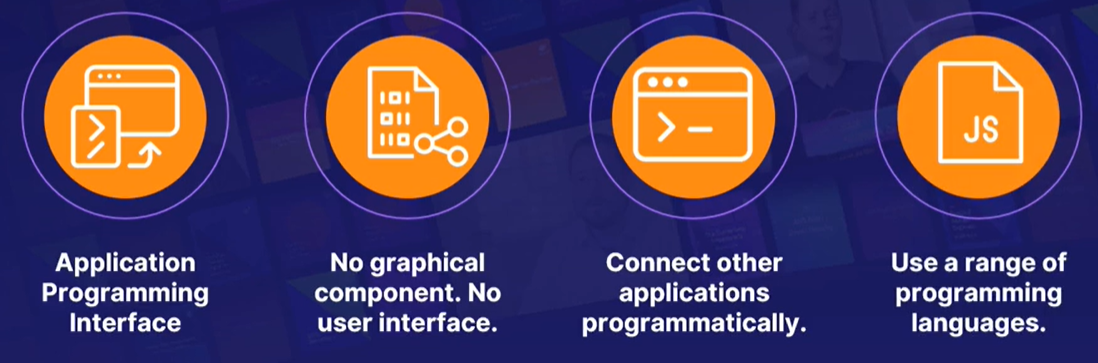 JS
Application
Programming
Interface
No graphical
component. No
user interface.
Connect other
applications
programmatically.
Use a range of
programming
languages.